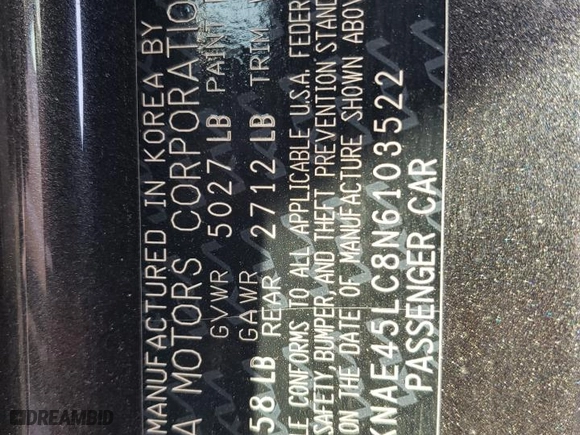 MANUFACTURED IN KOREA BY
A MOTORS CORPORATION
GVWR 5027 LB PAINT
GAWR
58 LB REAR 2712 LB TRIM
LE CONFORMS TO ALL APPLICABLE U.S.A. FEDER
SAFETY, BUMPER, AND THEFT PREVENTION STAND
ON THE DATE OF MANUFACTURE SHOWN ABOV
KNAE45LC8N6103522
PASSENGER CAR
DREAMBID